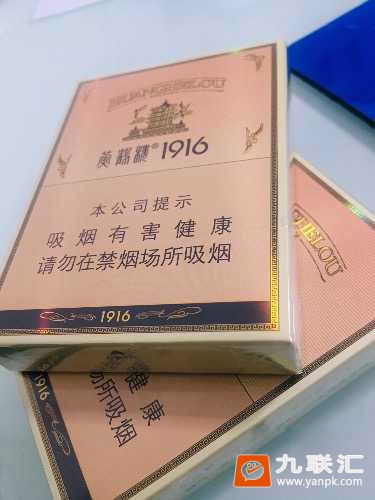 HUANGHELOU
黄鹤楼® 1916
本公司提示
吸烟有害健康
请勿在禁烟场所吸烟
1916
HELOU
健康
场所吸烟
1916
九联汇
www.yanpk.com